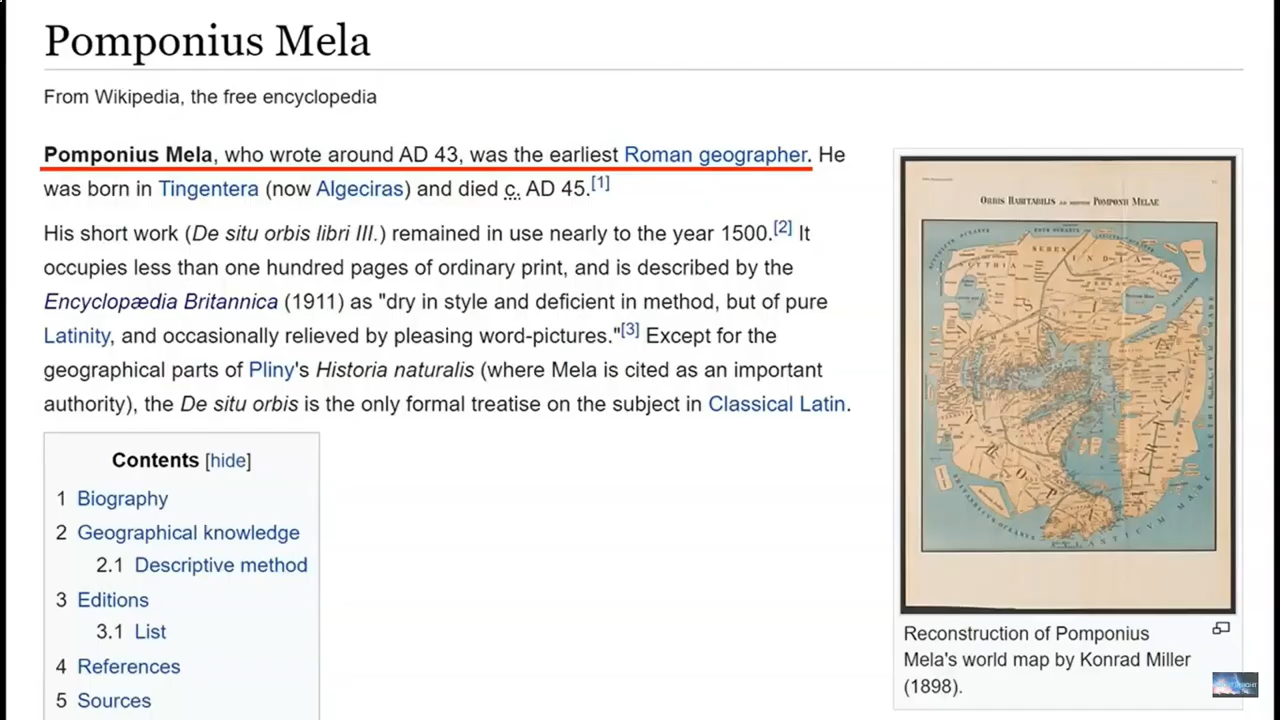 Pomponius Mela
From Wikipedia, the free encyclopedia
Pomponius Mela, who wrote around AD 43, was the earliest Roman geographer. He
was born in Tingentera (now Algeciras) and died c. AD 45.[1]
His short work (De situ orbis libri III.) remained in use nearly to the year 1500.[2] It
occupies less than one hundred pages of ordinary print, and is described by the
Encyclopædia Britannica (1911) as "dry in style and deficient in method, but of pure
Latinity, and occasionally relieved by pleasing word-pictures."[3] Except for the
geographical parts of Pliny's Historia naturalis (where Mela is cited as an important
authority), the De situ orbis is the only formal treatise on the subject in Classical Latin.
Contents [hide]
1 Biography
2 Geographical knowledge
2.1 Descriptive method
3 Editions
3.1 List
4 References
5 Sources
ORBIS HABITABILIS POMPONII MELAE
SERES
INDIA
SCYTHIA
BRITANNICUS OCEANUS
ATLANTICUM MARE
Reconstruction of Pomponius
Mela's world map by Konrad Miller
(1898).